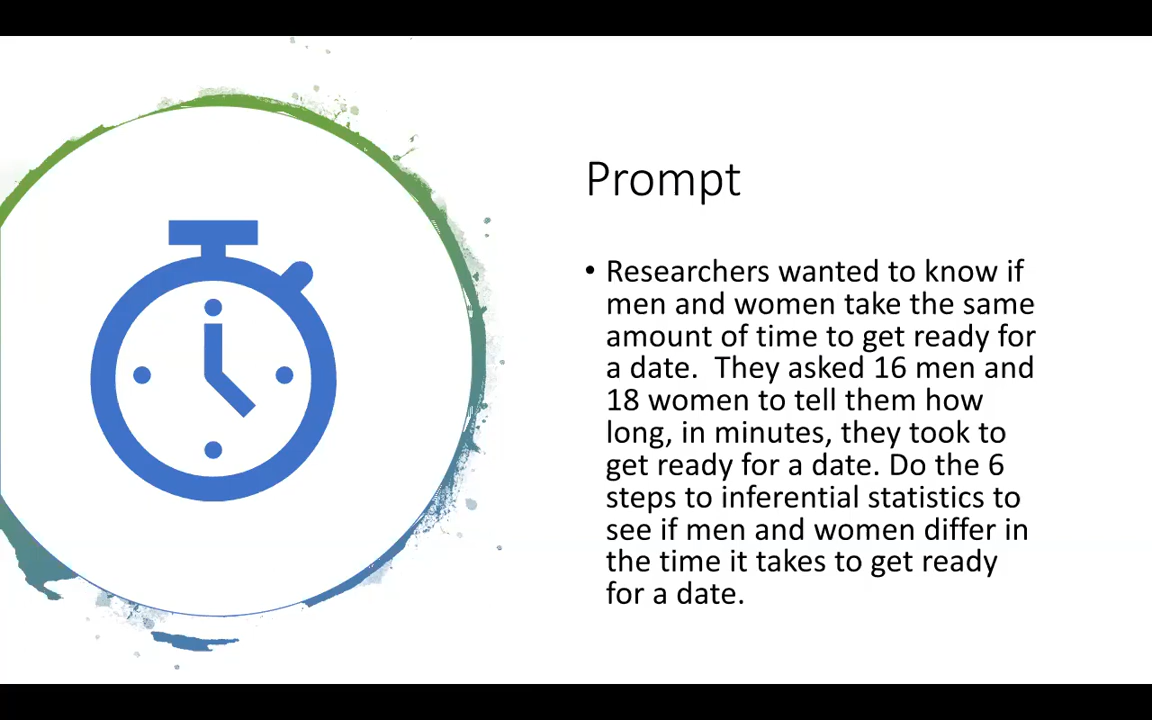 Prompt
• Researchers wanted to know if
men and women take the same
amount of time to get ready for
a date.  They asked 16 men and
18 women to tell them how
long, in minutes, they took to
get ready for a date. Do the 6
steps to inferential statistics to
see if men and women differ in
the time it takes to get ready
for a date.